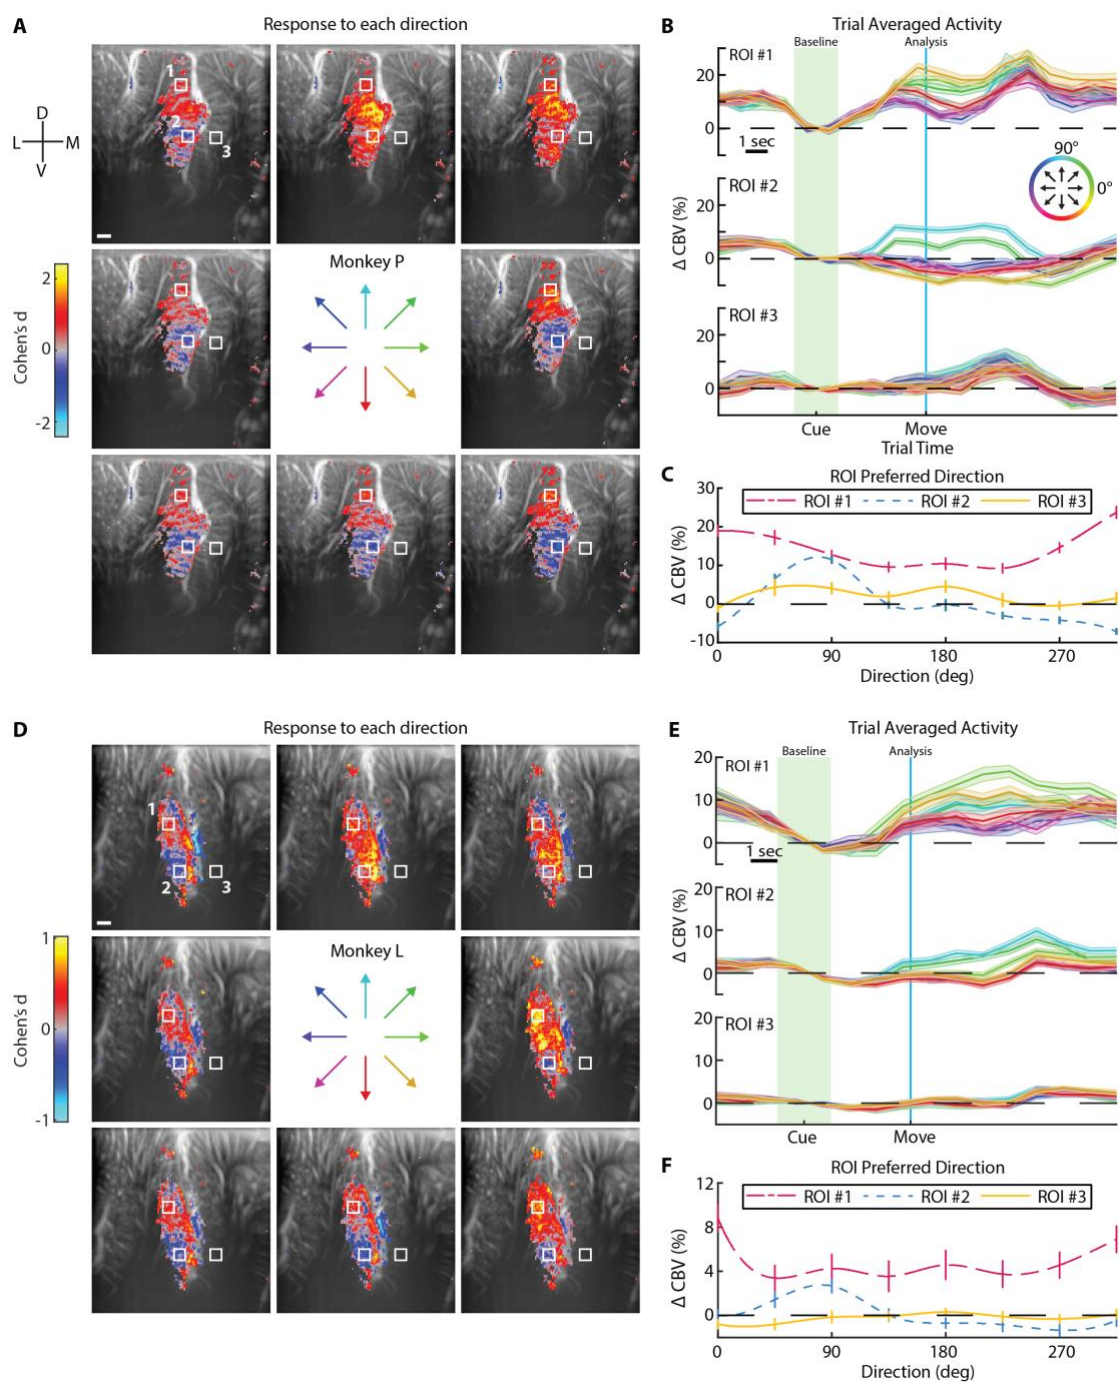 A
Response to each direction
1
2
3
D
L M
V
Cohen's d
2
0
-2
Monkey P
B
Trial Averaged Activity
Baseline
Analysis
ROI #1
20
0
1 sec
90°
0°
ROI #2
20
0
Δ CBV (%)
ROI #3
20
0
Cue
Move
Trial Time
C
ROI Preferred Direction
ROI #1 ROI #2 ROI #3
Δ CBV (%)
30
20
10
0
-10
0 90 180 270
Direction (deg)
D
Response to each direction
1
2
3
Cohen's d
1
0
-1
Monkey L
E
Trial Averaged Activity
Baseline
Analysis
ROI #1
20
10
0
1 sec
ROI #2
20
10
0
Δ CBV (%)
ROI #3
20
10
0
Cue
Move
F
ROI Preferred Direction
ROI #1 ROI #2 ROI #3
Δ CBV (%)
12
8
4
0
0 90 180 270
Direction (deg)